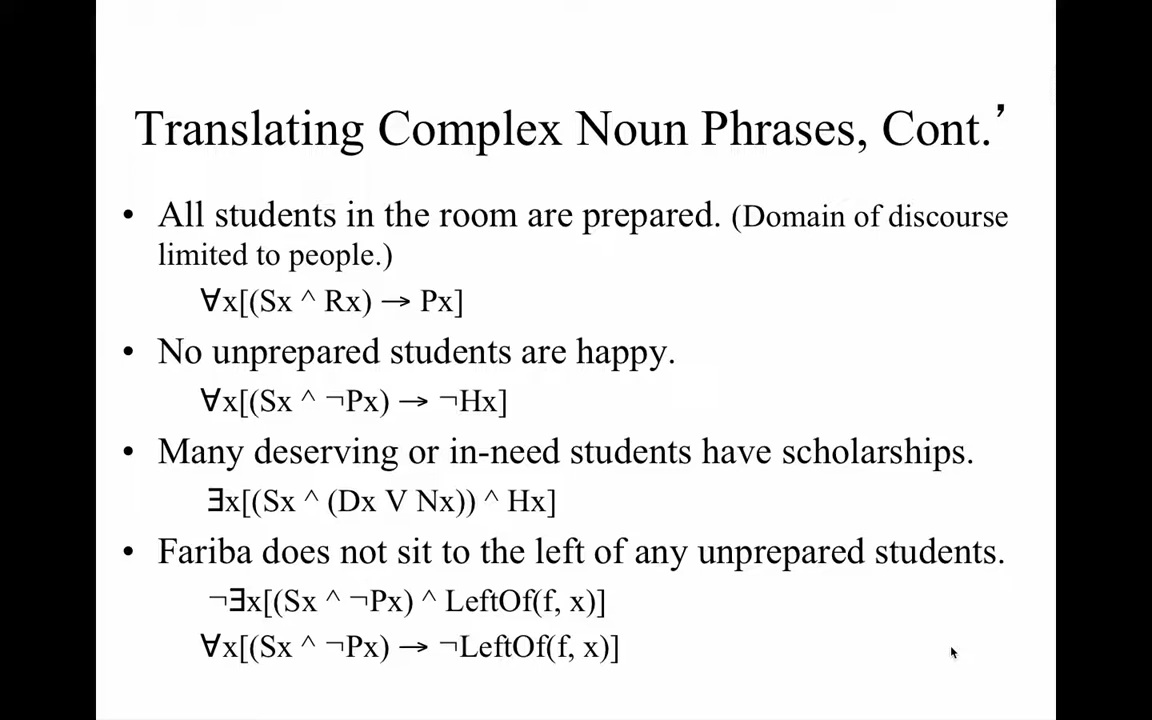 Translating Complex Noun Phrases, Cont.’
• All students in the room are prepared. (Domain of discourse
limited to people.)
∀x[(Sx ^ Rx) → Px]
• No unprepared students are happy.
∀x[(Sx ^ ¬Px) → ¬Hx]
• Many deserving or in-need students have scholarships.
∃x[(Sx ^ (Dx V Nx)) ^ Hx]
• Fariba does not sit to the left of any unprepared students.
¬∃x[(Sx ^ ¬Px) ^ LeftOf(f, x)]
∀x[(Sx ^ ¬Px) → ¬LeftOf(f, x)]